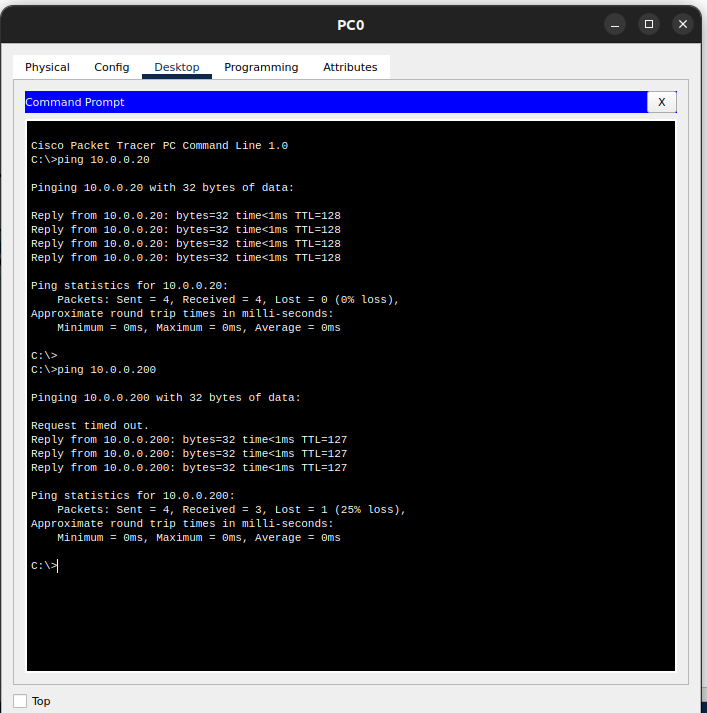 PC0
Physical Config Desktop Programming Attributes
Command Prompt X
Cisco Packet Tracer PC Command Line 1.0
C:\>ping 10.0.0.20
Pinging 10.0.0.20 with 32 bytes of data:
Reply from 10.0.0.20: bytes=32 time<1ms TTL=128
Reply from 10.0.0.20: bytes=32 time<1ms TTL=128
Reply from 10.0.0.20: bytes=32 time<1ms TTL=128
Reply from 10.0.0.20: bytes=32 time<1ms TTL=128
Ping statistics for 10.0.0.20:
Packets: Sent = 4, Received = 4, Lost = 0 (0% loss),
Approximate round trip times in milli-seconds:
Minimum = 0ms, Maximum = 0ms, Average = 0ms
C:\>
C:\>ping 10.0.0.200
Pinging 10.0.0.200 with 32 bytes of data:
Request timed out.
Reply from 10.0.0.200: bytes=32 time<1ms TTL=127
Reply from 10.0.0.200: bytes=32 time<1ms TTL=127
Reply from 10.0.0.200: bytes=32 time<1ms TTL=127
Ping statistics for 10.0.0.200:
Packets: Sent = 4, Received = 3, Lost = 1 (25% loss),
Approximate round trip times in milli-seconds:
Minimum = 0ms, Maximum = 0ms, Average = 0ms
C:\>
Top